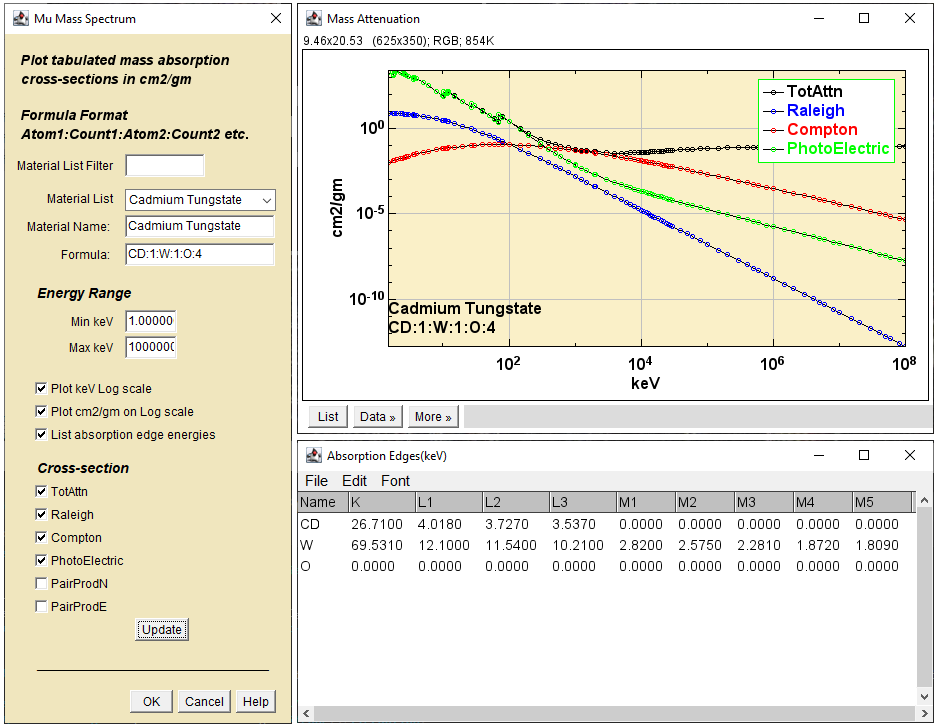 Mu Mass Spectrum
Plot tabulated mass absorption
cross-sections in cm2/gm
Formula Format
Atom1:Count1:Atom2:Count2 etc.
Material List Filter
Material List Cadmium Tungstate
Material Name: Cadmium Tungstate
Formula: CD:1:W:1:O:4
Energy Range
Min keV 1.00000
Max keV 100000
Plot keV Log scale
Plot cm2/gm on Log scale
List absorption edge energies
Cross-section
TotAttn
Raleigh
Compton
PhotoElectric
PairProdN
PairProdE
Update
OK Cancel Help
Mass Attenuation
9.46x20.53 (625x350); RGB; 854K
TotAttn
Raleigh
Compton
PhotoElectric
10^0
10^-5
10^-10
cm2/gm
Cadmium Tungstate
CD:1:W:1:O:4
10^2 10^4 10^6 10^8
keV
List Data » More »
Absorption Edges(keV)
File Edit Font
Name K L1 L2 L3 M1 M2 M3 M4 M5
CD 26.7100 4.0180 3.7270 3.5370 0.0000 0.0000 0.0000 0.0000 0.0000
W 69.5310 12.1000 11.5400 10.2100 2.8200 2.5750 2.2810 1.8720 1.8090
O 0.0000 0.0000 0.0000 0.0000 0.0000 0.0000 0.0000 0.0000 0.0000